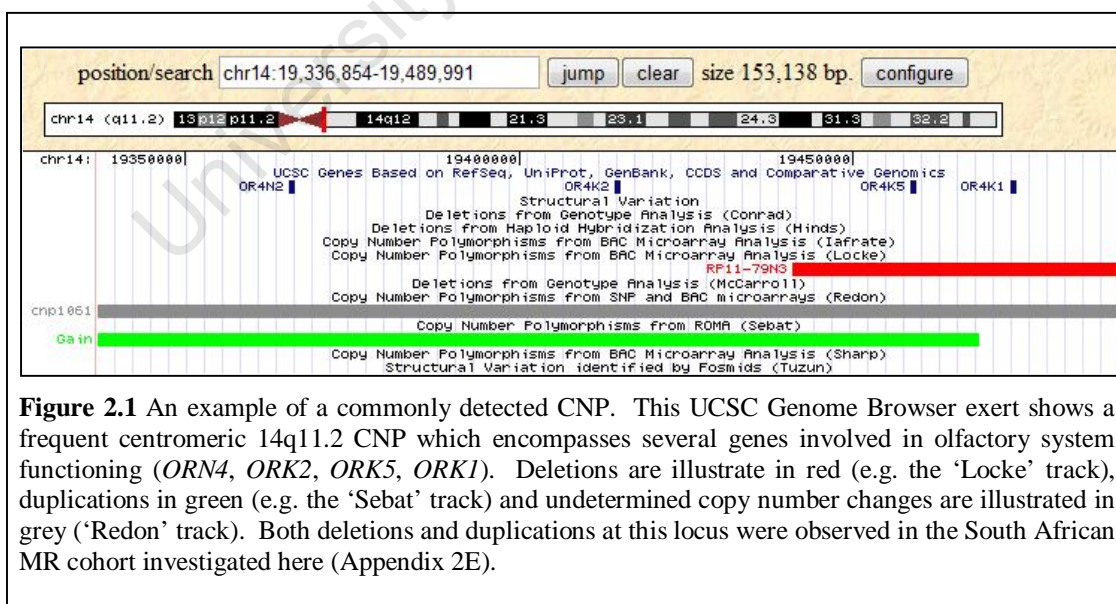 University
position/search chr14:19,336,854-19,489,991 jump clear size 153,138 bp. configure
chr14 (q11.2) 13 p12 p11.2 14q12 21.3 23.1 24.3 31.3 32.2
chr14: 19350000| 19400000| 19450000|
UCSC Genes Based on RefSeq, UniProt, GenBank, CCDS and Comparative Genomics
OR4N2 OR4K2 OR4K5 OR4K1
Structural Variation
Deletions from Genotype Analysis (Conrad)
Deletions from Haploid Hybridization Analysis (Hinds)
Copy Number Polymorphisms from BAC Microarray Analysis (Iafrate)
Copy Number Polymorphisms from BAC Microarray Analysis (Locke)
RP11-79N3
Deletions from Genotype Analysis (McCarroll)
Copy Number Polymorphisms from SNP and BAC microarrays (Redon)
cnp1061
Copy Number Polymorphisms from ROMA (Sebat)
Gain
Copy Number Polymorphisms from BAC Microarray Analysis (Sharp)
Structural Variation identified by Fosmids (Tuzun)
Figure 2.1 An example of a commonly detected CNP. This UCSC Genome Browser exert shows a
frequent centromeric 14q11.2 CNP which encompasses several genes involved in olfactory system
functioning (ORN4, ORK2, ORK5, ORK1). Deletions are illustrate in red (e.g. the ‘Locke’ track),
duplications in green (e.g. the ‘Sebat’ track) and undetermined copy number changes are illustrated in
grey (‘Redon’ track). Both deletions and duplications at this locus were observed in the South African
MR cohort investigated here (Appendix 2E).